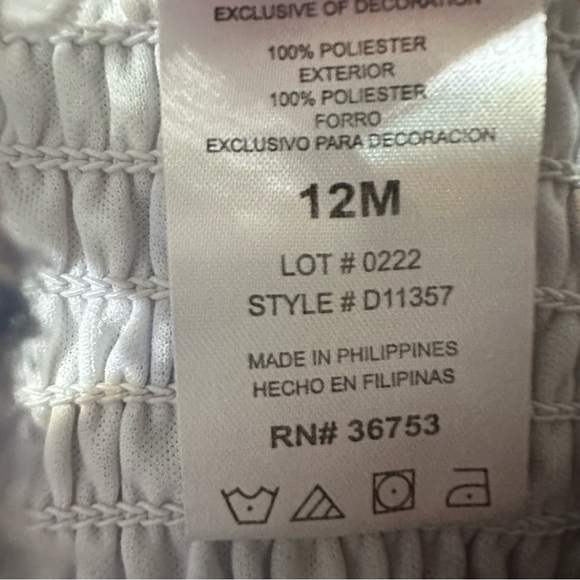 EXCLUSIVE OF DECORATION
100% POLIESTER
EXTERIOR
100% POLIESTER
FORRO
EXCLUSIVO PARA DECORACION
12M
LOT # 0222
STYLE # D11357
MADE IN PHILIPPINES
HECHO EN FILIPINAS
RN# 36753